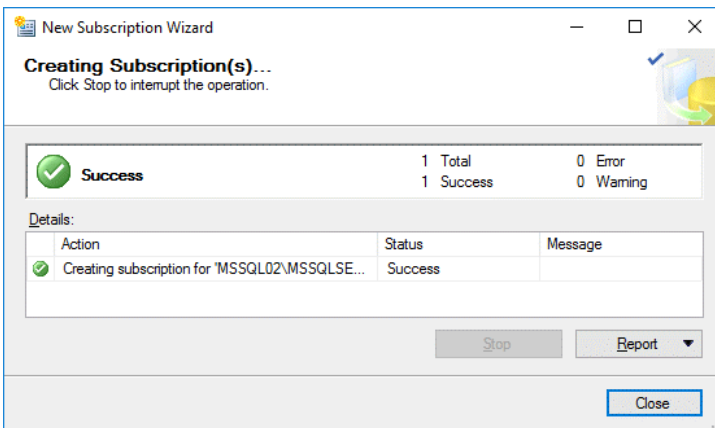 New Subscription Wizard
Creating Subscription(s)...
Click Stop to interrupt the operation.
Success 1 Total 0 Error
1 Success 0 Warning
Details:
Action Status Message
Creating subscription for 'MSSQL02\MSSQLSE... Success
Stop Report
Close